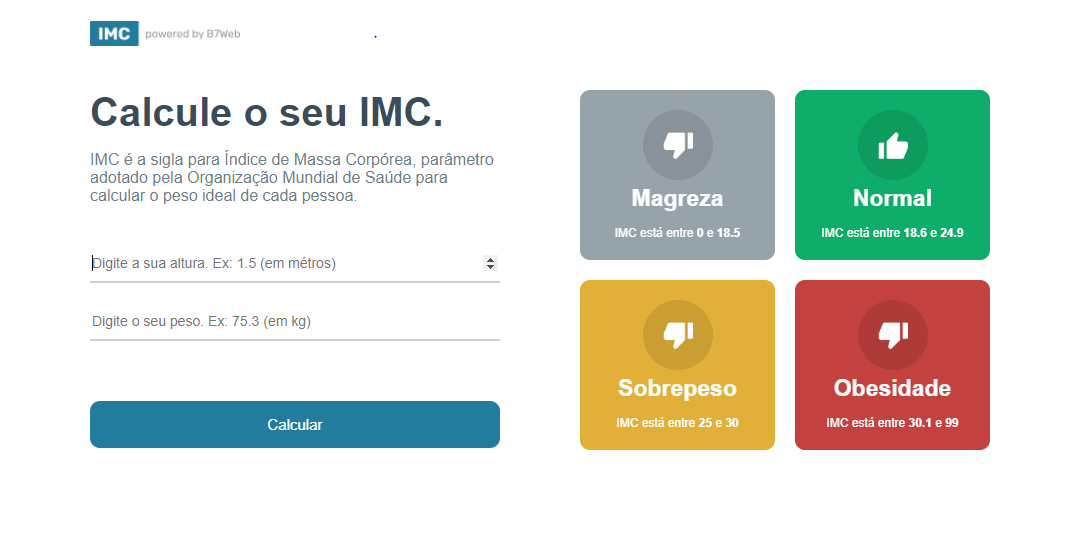 IMC powered by B7Web
Calcule o seu IMC.
IMC é a sigla para Índice de Massa Corpórea, parâmetro
adotado pela Organização Mundial de Saúde para
calcular o peso ideal de cada pessoa.
Digite a sua altura. Ex: 1.5 (em métros)
Digite o seu peso. Ex: 75.3 (em kg)
Calcular
Magreza
IMC está entre 0 e 18.5
Normal
IMC está entre 18.6 e 24.9
Sobrepeso
IMC está entre 25 e 30
Obesidade
IMC está entre 30.1 e 99